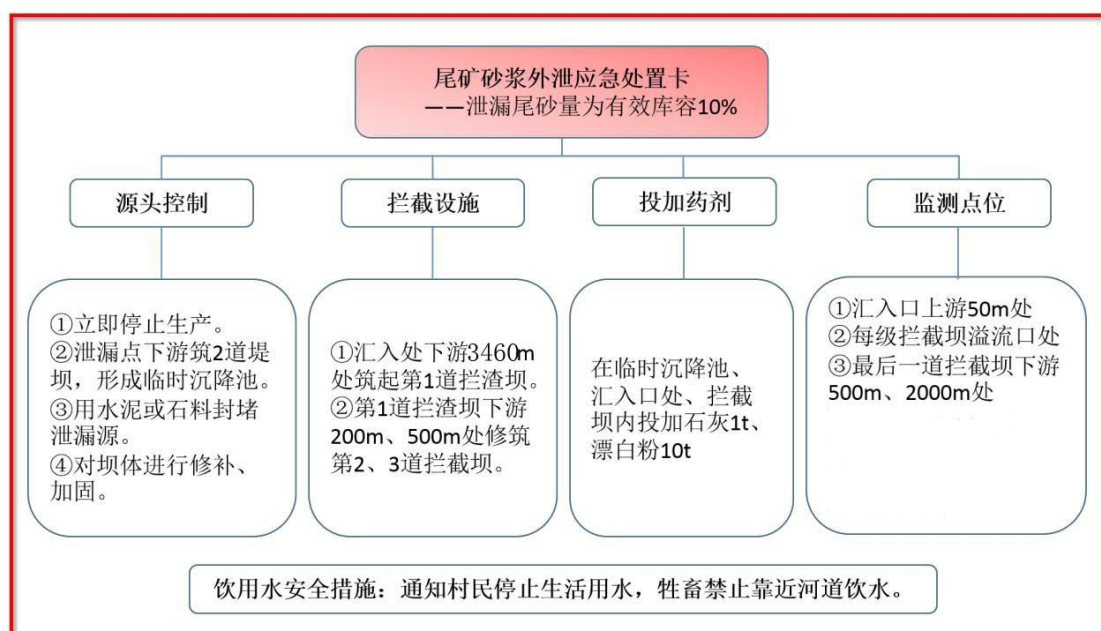 尾矿砂浆外泄应急处置卡
——泄漏尾砂量为有效库容10%
源头控制
①立即停止生产。
②泄漏点下游筑2道堤
坝，形成临时沉降池。
③用水泥或石料封堵
泄漏源。
④对坝体进行修补、
加固。
拦截设施
①汇入处下游3460m
处筑起第1道拦渣坝。
②第1道拦渣坝下游
200m、500m处修筑
第2、3道拦截坝。
投加药剂
在临时沉降池、
汇入口处、拦截
坝内投加石灰1t、
漂白粉10t
监测点位
①汇入口上游50m处
②每级拦截坝溢流口处
③最后一道拦截坝下游
500m、2000m处
饮用水安全措施：通知村民停止生活用水，牲畜禁止靠近河道饮水。